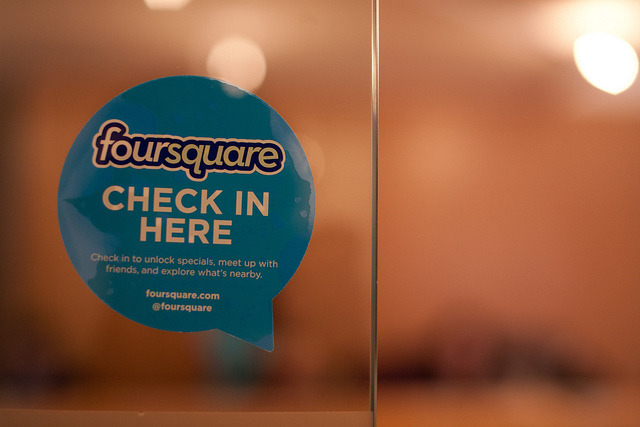 foursquare
CHECK IN
HERE
Check in to unlock specials, meet up with
friends, and explore what's nearby.
foursquare.com
@foursquare